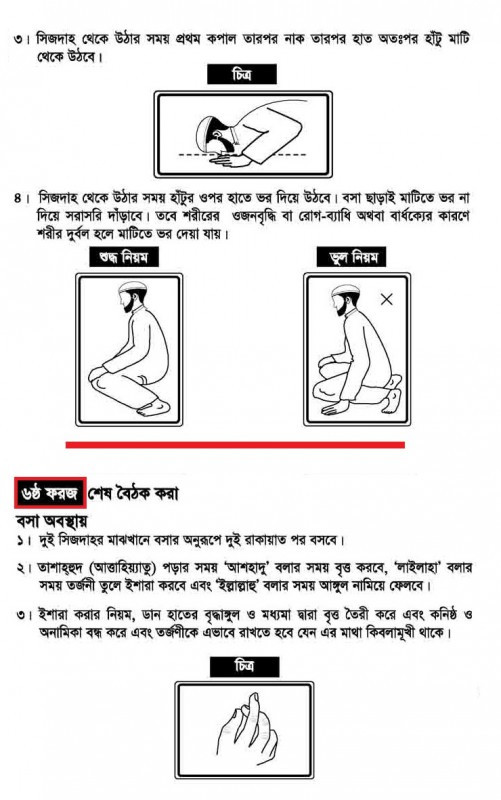 ৩। সিজদাহ থেকে উঠার সময় প্রথম কপাল তারপর নাক তারপর হাত অতঃপর হাঁটু মাটি
থেকে উঠবে।
চিত্র
৪। সিজদাহ থেকে উঠার সময় হাঁটুর ওপর হাতে ভর দিয়ে উঠবে। বসা ছাড়াই মাটিতে ভর না
দিয়ে সরাসরি দাঁড়াবে। তবে শরীরের ওজনবৃদ্ধি বা রোগ-ব্যাধি অথবা বার্ধক্যের কারণে
শরীর দুর্বল হলে মাটিতে ভর দেয়া যায়।
শুদ্ধ নিয়ম
ভুল নিয়ম
৬ষ্ঠ ফরজ শেষ বৈঠক করা
বসা অবস্থায়
১। দুই সিজদাহর মাঝখানে বসার অনুরূপে দুই রাকায়াত পর বসবে।
২। তাশাহ্হুদ (আত্তাহিয়্যাতু) পড়ার সময় ‘আশহাদু’ বলার সময় বৃত্ত করবে, ‘লাইলাহা’ বলার
সময় তর্জনী তুলে ইশারা করবে এবং ‘ইল্লাল্লাহু’ বলার সময় আঙ্গুল নামিয়ে ফেলবে।
৩। ইশারা করার নিয়ম, ডান হাতের বৃদ্ধাঙ্গুল ও মধ্যমা দ্বারা বৃত্ত তৈরী করে এবং কনিষ্ঠ ও
অনামিকা বন্ধ করে এবং তর্জণীকে এভাবে রাখতে হবে যেন এর মাথা কিবলামূখী থাকে।
চিত্র